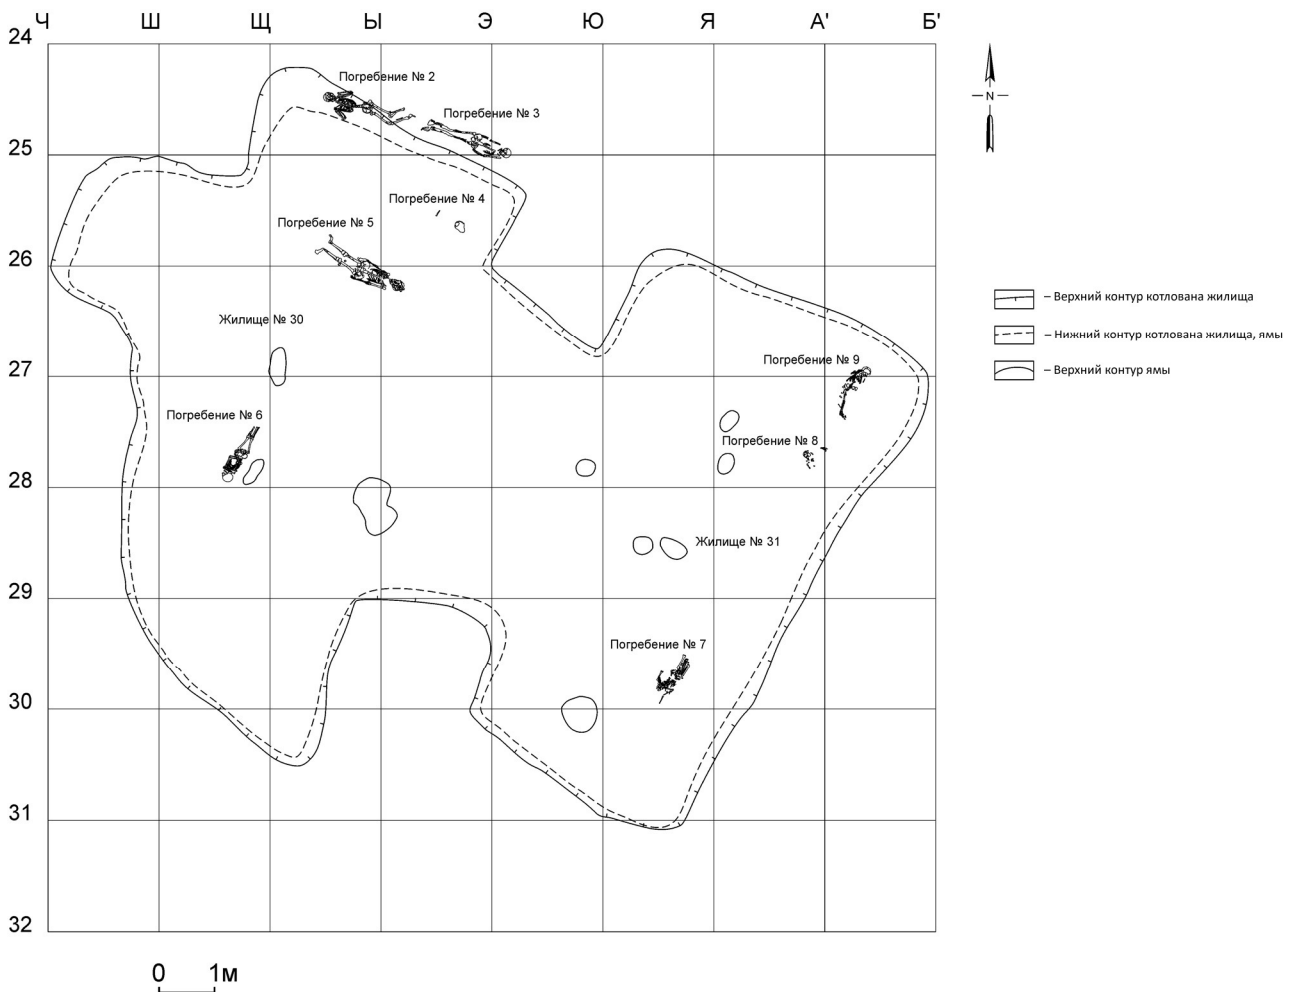 Ч Ш Щ Ы Э Ю Я А' Б'
24
Погребение № 2
Погребение № 3
N
25
Погребение № 4
Погребение № 5
26
– Верхний контур котлована жилища
Жилище № 30
– Нижний контур котлована жилища, ямы
Погребение № 9
27
– Верхний контур ямы
Погребение № 6
Погребение № 8
28
Жилище № 31
29
Погребение № 7
30
31
32
0 1м